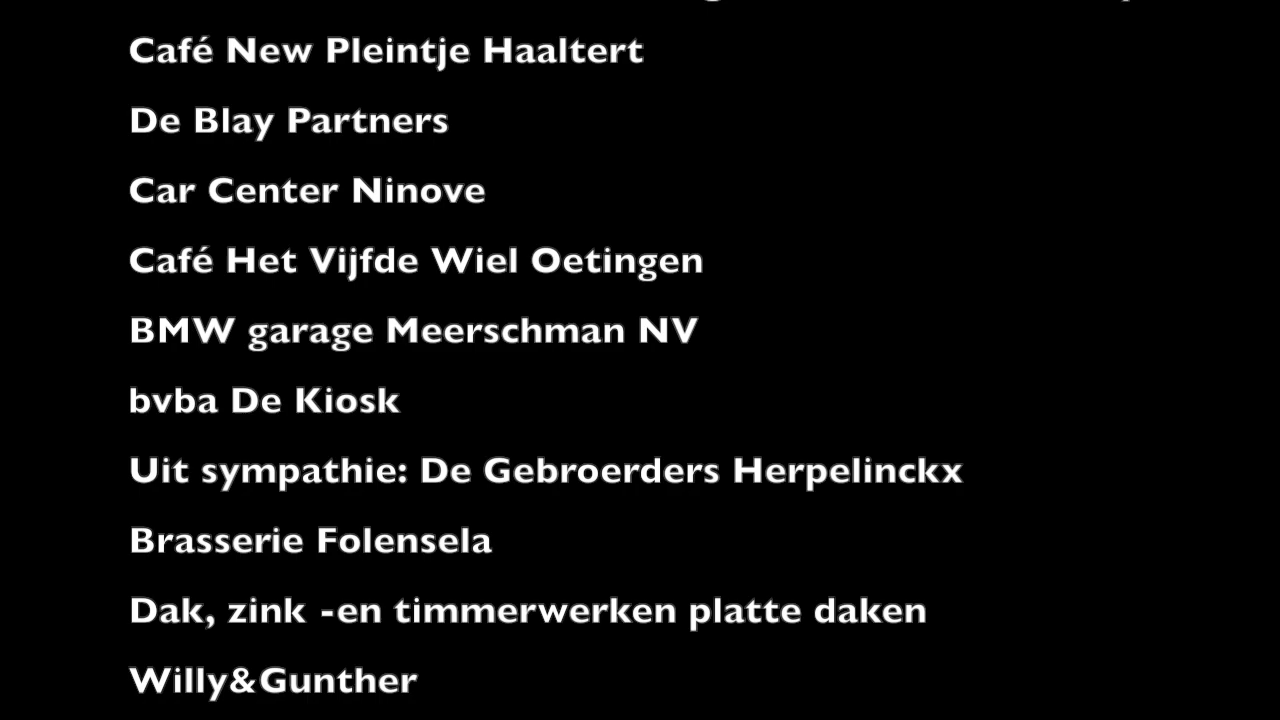 Café New Pleintje Haaltert
De Blay Partners
Car Center Ninove
Café Het Vijfde Wiel Oetingen
BMW garage Meerschman NV
bvba De Kiosk
Uit sympathie: De Gebroerders Herpelinckx
Brasserie Folensela
Dak, zink -en timmerwerken platte daken
Willy&Gunther